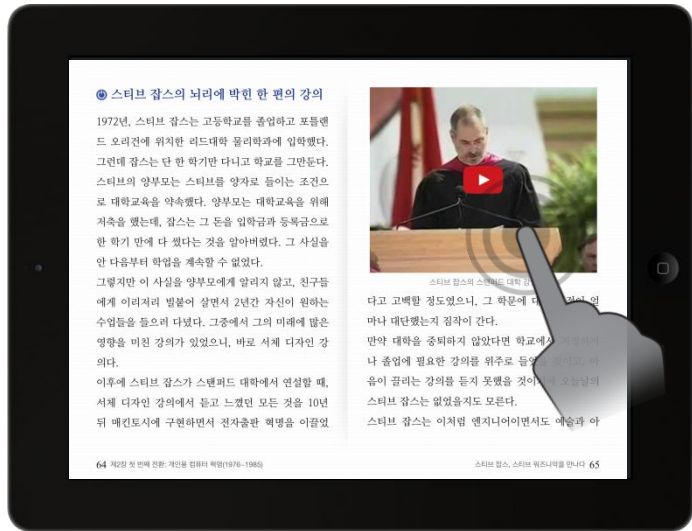 스티브 잡스의 뇌리에 박힌 한 편의 강의
1972년, 스티브 잡스는 고등학교를 졸업하고 포틀랜
드 오리건에 위치한 리드대학 물리학과에 입학했다.
그런데 잡스는 단 한 학기만 다니고 학교를 그만둔다.
스티브의 양부모는 스티브를 양자로 들이는 조건으
로 대학교육을 약속했다. 양부모는 대학교육을 위해
저축을 했는데, 잡스는 그 돈을 입학금과 등록금으로
한 학기 만에 다 썼다는 것을 알아버렸다. 그 사실을
안 다음부터 학업을 계속할 수 없었다.
그렇지만 이 사실을 양부모에게 알리지 않고, 친구들
에게 이리저리 빌붙어 살면서 2년간 자신이 원하는
수업들을 들으러 다녔다. 그중에서 그의 미래에 많은
영향을 미친 강의가 있었으니, 바로 서체 디자인 강
의다.
이후에 스티브 잡스가 스탠퍼드 대학에서 연설할 때,
서체 디자인 강의에서 듣고 느꼈던 모든 것을 10년
뒤 매킨토시에 구현하면서 전자출판 혁명을 이끌었
64 제2장 첫 번째 전환: 개인용 컴퓨터 혁명(1976~1985)
스티브 잡스의 스탠퍼드 대학
다고 고백할 정도였으니, 그 학문에 얼
마나 대단했는지 짐작이 간다.
만약 대학을 중퇴하지 않았다면 학교에서
나 졸업에 필요한 강의를 위주로
음이 끌리는 강의를 듣지 못했을 오늘날의
스티브 잡스는 없었을지도 모른다.
스티브 잡스는 이처럼 엔지니어이면서도 예술과 아
스티브 잡스, 스티브 워즈니악을 만나다 65